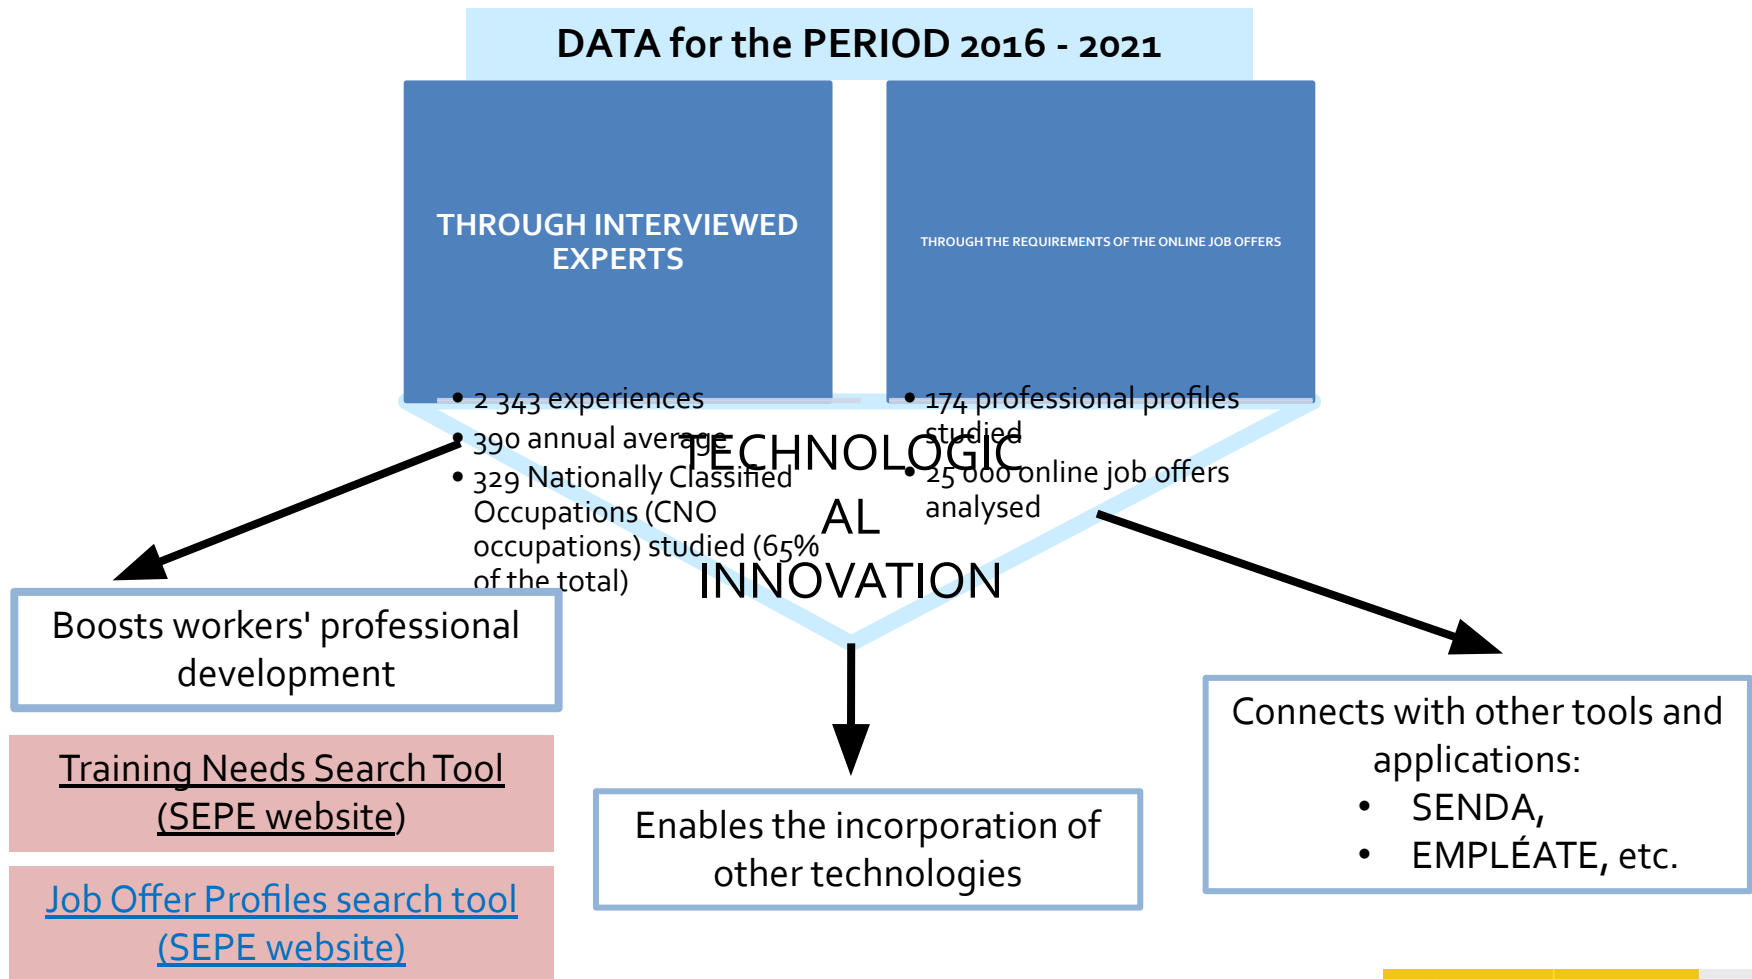 DATA for the PERIOD 2016 - 2021
THROUGH INTERVIEWED
EXPERTS
THROUGH THE REQUIREMENTS OF THE ONLINE JOB OFFERS
• 2 343 experiences
• 390 annual average
• 329 Nationally Classified
Occupations (CNO
occupations) studied (65%
of the total)
• 174 professional profiles
studied
• 25 000 online job offers
analysed
TECHNOLOGIC
AL
INNOVATION
Boosts workers' professional
development
Training Needs Search Tool
(SEPE website)
Job Offer Profiles search tool
(SEPE website)
Enables the incorporation of
other technologies
Connects with other tools and
applications:
• SENDA,
• EMPLÉATE, etc.